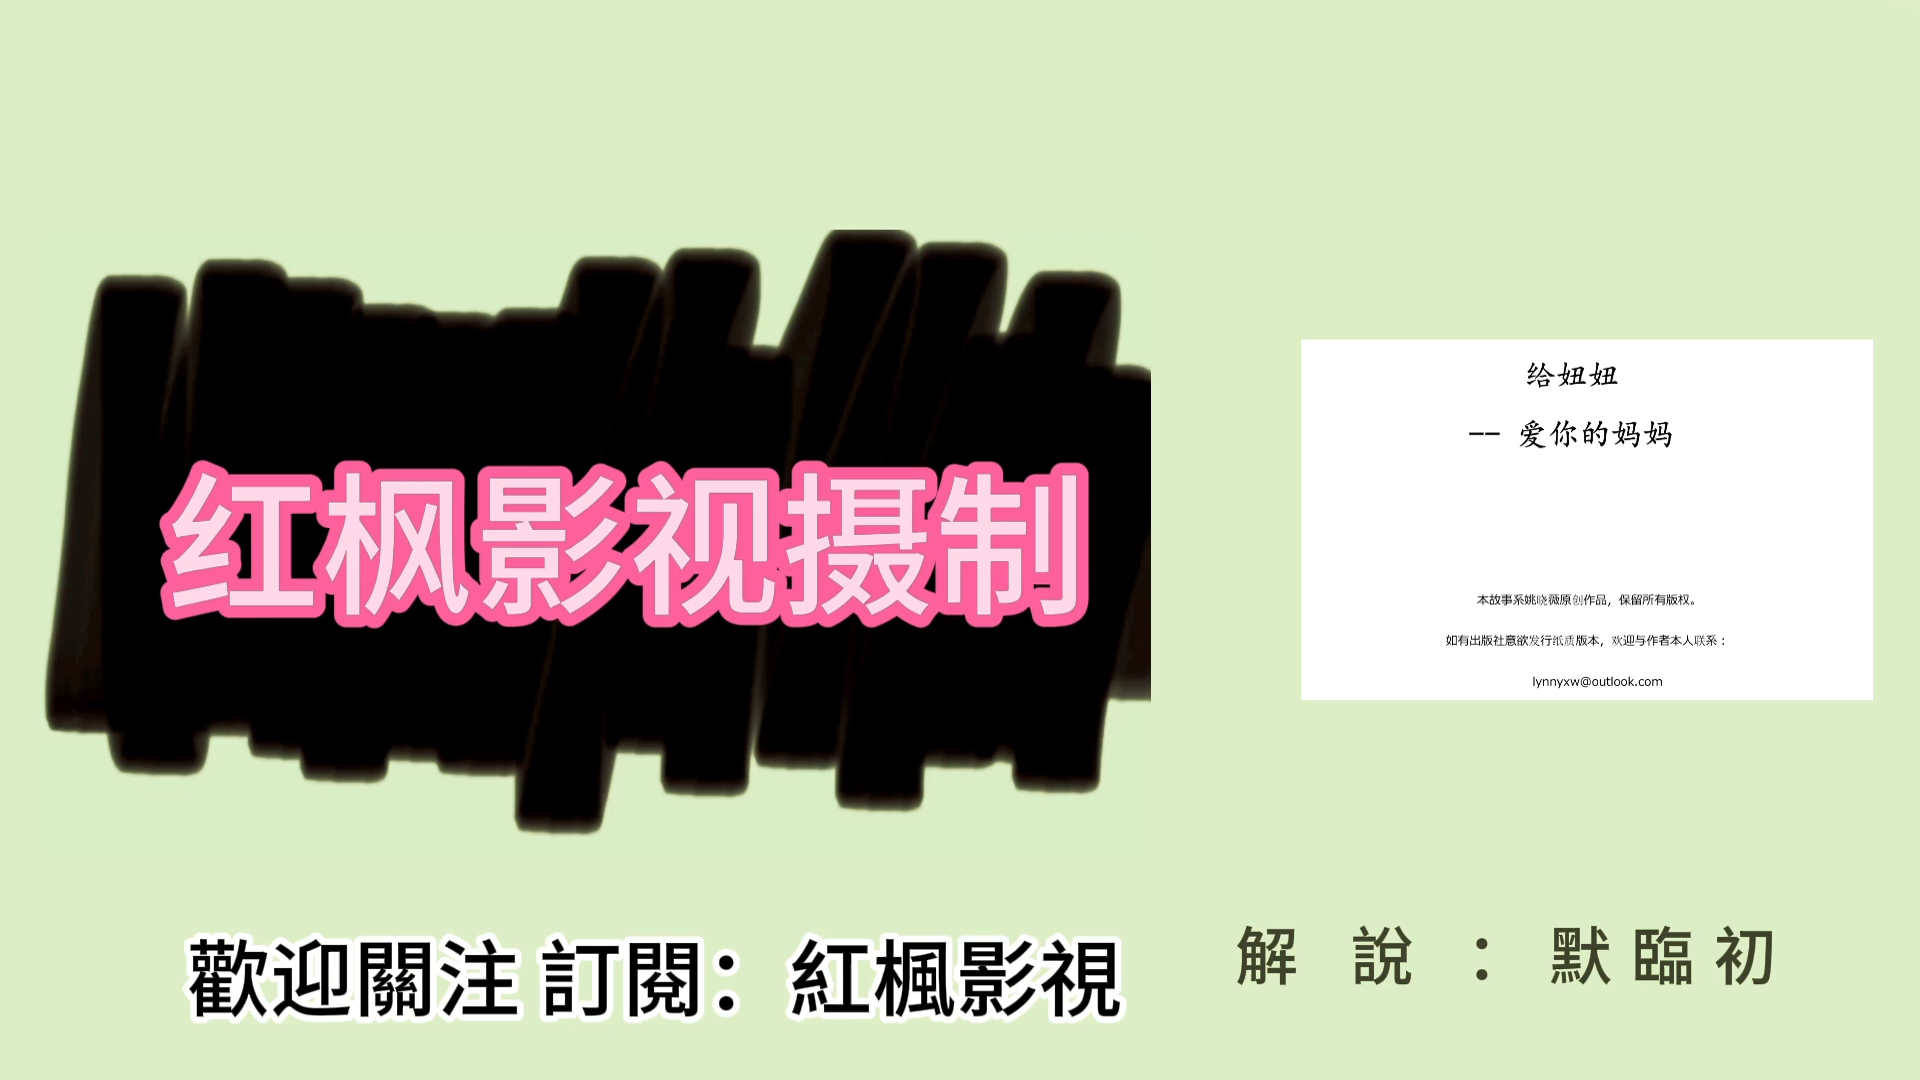 红枫影视摄制
给妞妞
-- 爱你的妈妈
本故事系姚晓薇原创作品，保留所有版权。
如有出版社意欲发行纸质版本，欢迎与作者本人联系：
lynnyxw@outlook.com
歡迎關注 訂閱：紅楓影視
解說：默臨初